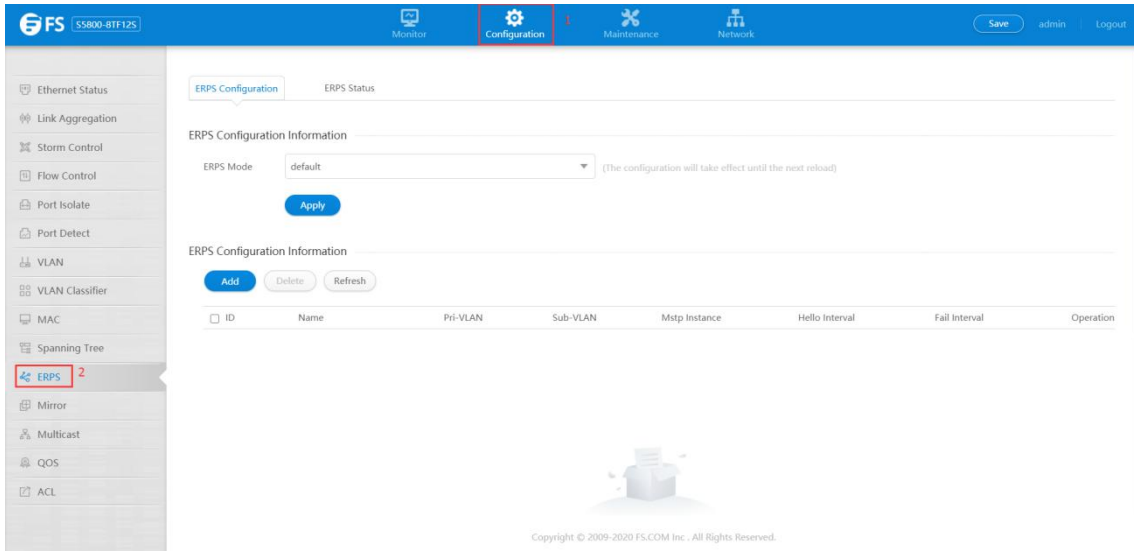 FS S5800-8TF12S Monitor Configuration 1 Maintenance Network Save admin Logout
Ethernet Status
Link Aggregation
Storm Control
Flow Control
Port Isolate
Port Detect
VLAN
VLAN Classifier
MAC
Spanning Tree
ERPS 2
Mirror
Multicast
QOS
ACL
ERPS Configuration ERPS Status
ERPS Configuration Information
ERPS Mode default (The configuration will take effect until the next reload)
Apply
ERPS Configuration Information
Add Delete Refresh
ID Name Pri-VLAN Sub-VLAN Mstp Instance Hello Interval Fail Interval Operation
Copyright © 2009-2020 FS.COM Inc . All Rights Reserved.